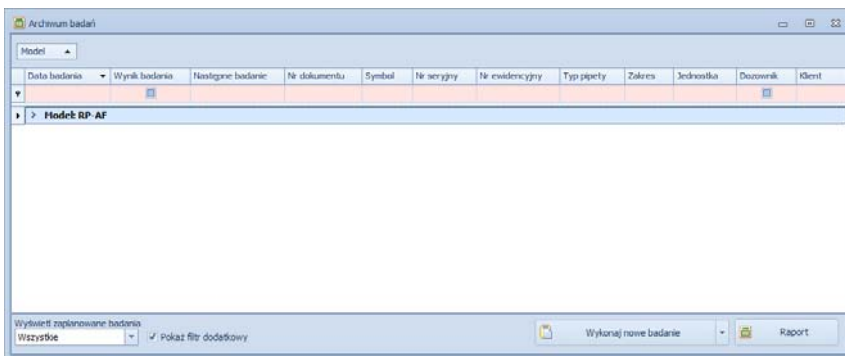 Archiwum badań
Model
Data badania Wynik badania Następne badanie Nr dokumentu Symbol Nr seryjny Nr ewidencyjny Typ pipety Zakres Jednostka Dozownik Klient
Model: RP-AF
Wyświetl zaplanowane badania
Wszystkie Pokaż filtr dodatkowy Wykonaj nowe badanie Raport